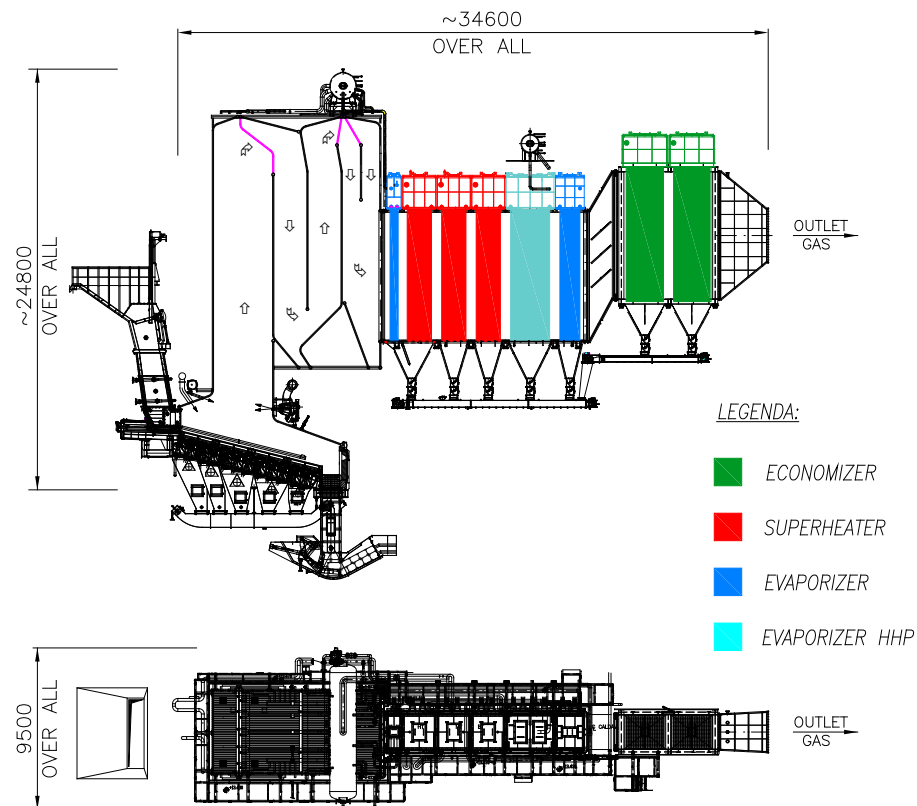 ~34600
OVER ALL
~24800
OVER ALL
OUTLET
GAS
LEGENDA:
ECONOMIZER
SUPERHEATER
EVAPORIZER
EVAPORIZER HHP
9500
OVER ALL
OUTLET
GAS